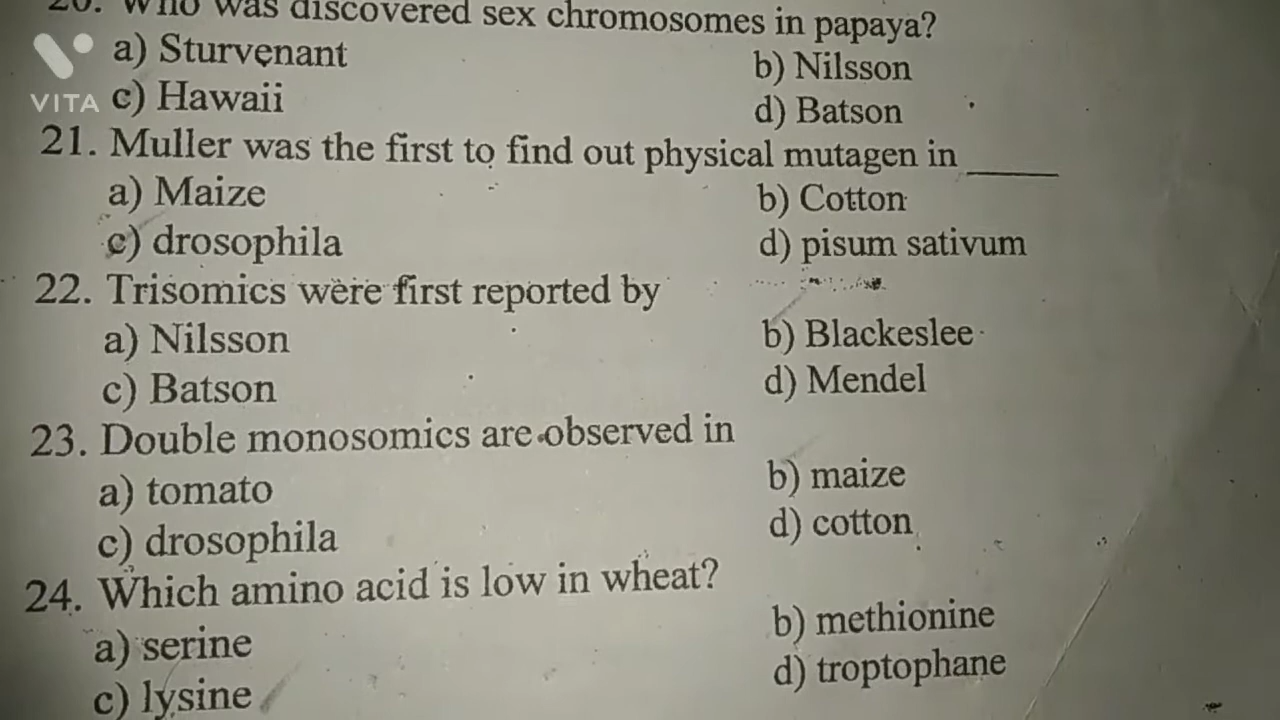 20. Who was discovered sex chromosomes in papaya?
a) Sturvenant
b) Nilsson
VITA
c) Hawaii
d) Batson
21. Muller was the first to find out physical mutagen in _____
a) Maize
b) Cotton
c) drosophila
d) pisum sativum
22. Trisomics were first reported by
a) Nilsson
b) Blackeslee
c) Batson
d) Mendel
23. Double monosomics are observed in
a) tomato
b) maize
c) drosophila
d) cotton
24. Which amino acid is low in wheat?
a) serine
b) methionine
c) lysine
d) troptophane